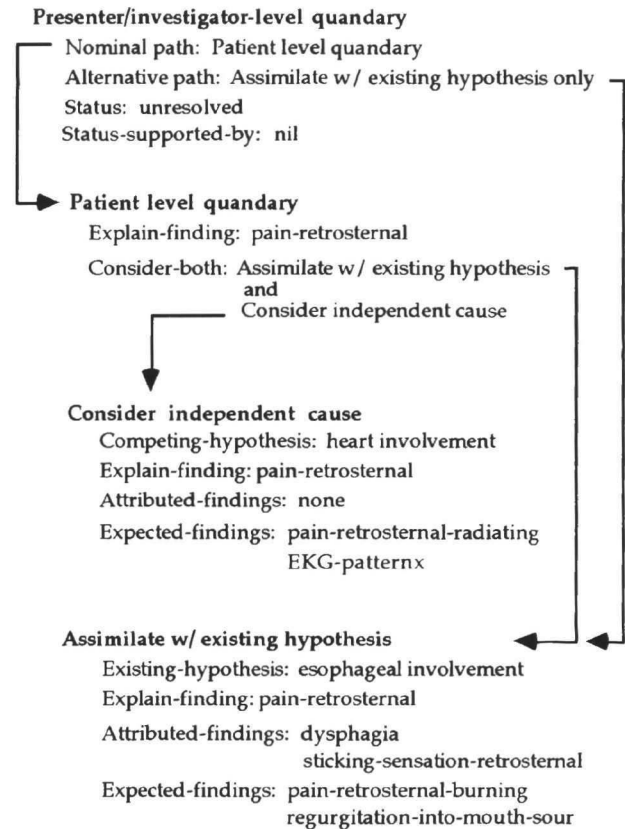 Presenter/investigator-level quandary
Nominal path: Patient level quandary
Alternative path: Assimilate w/ existing hypothesis only
Status: unresolved
Status-supported-by: nil
Patient level quandary
Explain-finding: pain-retrosternal
Consider-both: Assimilate w/ existing hypothesis
and
Consider independent cause
Consider independent cause
Competing-hypothesis: heart involvement
Explain-finding: pain-retrosternal
Attributed-findings: none
Expected-findings: pain-retrosternal-radiating
EKG-patternx
Assimilate w/ existing hypothesis
Existing-hypothesis: esophageal involvement
Explain-finding: pain-retrosternal
Attributed-findings: dysphagia
sticking-sensation-retrosternal
Expected-findings: pain-retrosternal-burning
regurgitation-into-mouth-sour